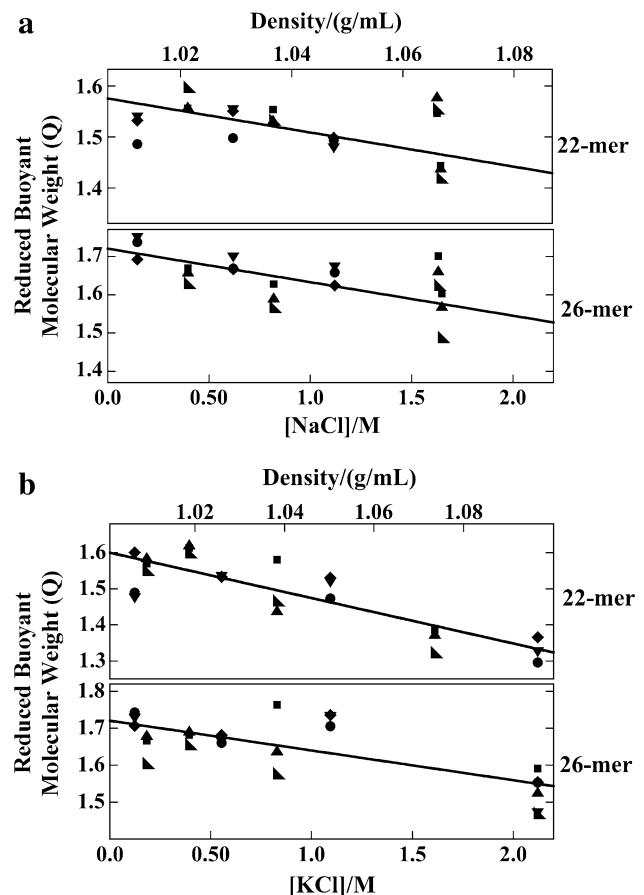 a
Density/(g/mL)
1.02 1.04 1.06 1.08
1.6
1.5
1.4
22-mer
Reduced Buoyant
Molecular Weight (Q)
1.7
1.6
1.5
1.4
26-mer
0.0 0.50 1.0 1.5 2.0
[NaCl]/M
b
Density/(g/mL)
1.02 1.04 1.06 1.08
1.6
1.5
1.4
1.3
22-mer
Reduced Buoyant
Molecular Weight (Q)
1.8
1.7
1.6
1.5
26-mer
0.0 0.50 1.0 1.5 2.0
[KCl]/M